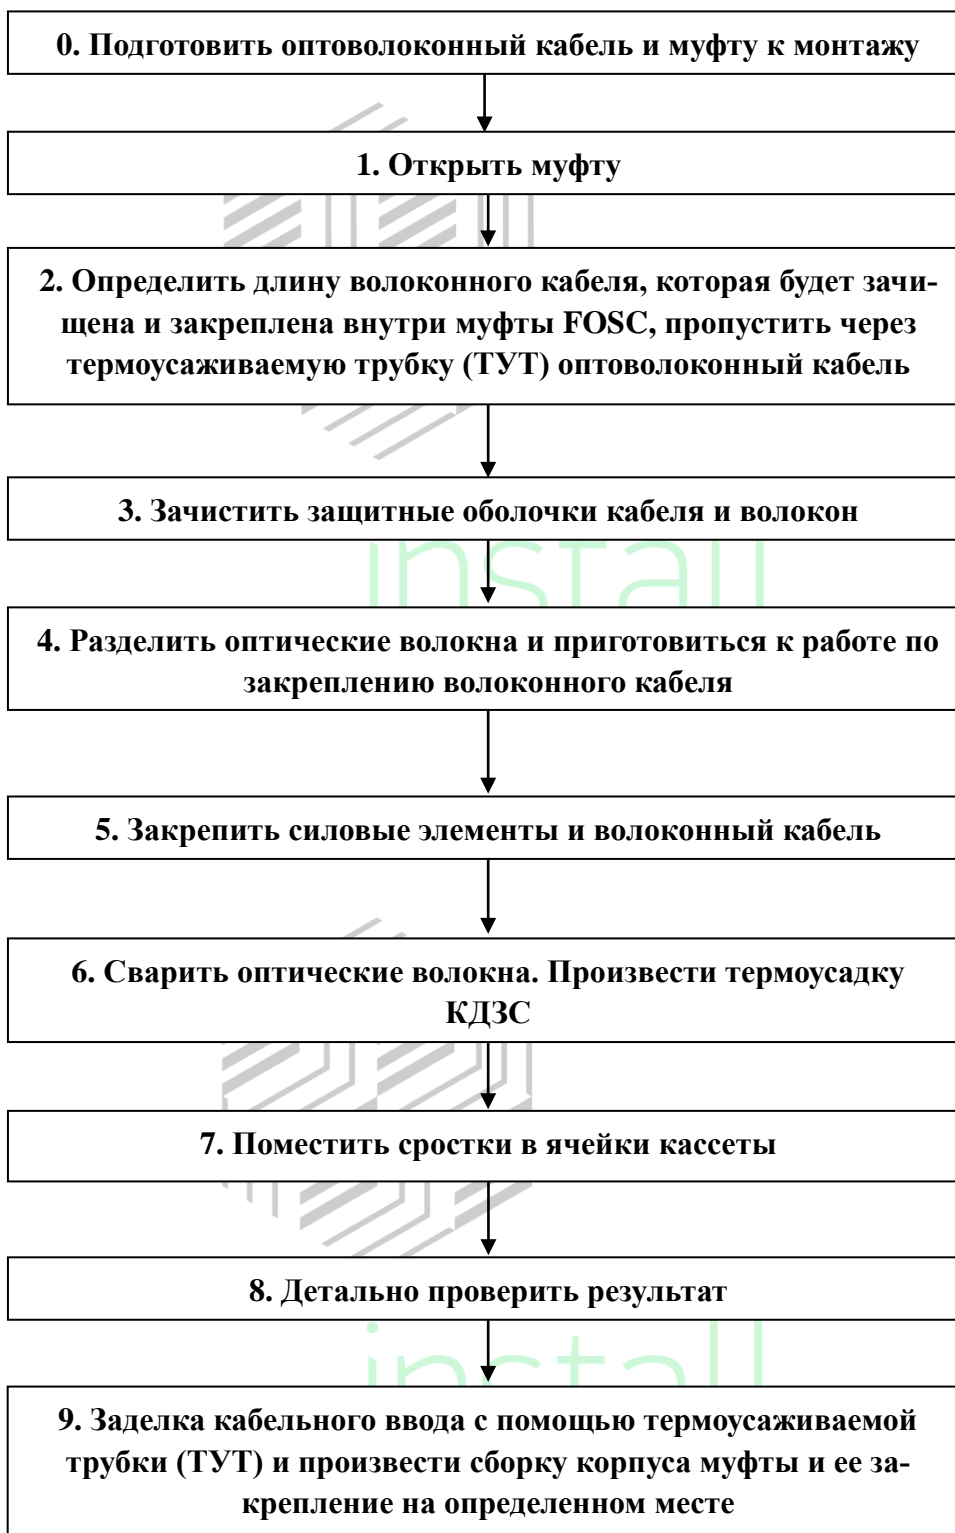 0. Подготовить оптоволоконный кабель и муфту к монтажу
1. Открыть муфту
2. Определить длину волоконного кабеля, которая будет зачи-
щена и закреплена внутри муфты FOSC, пропустить через
термоусаживаемую трубку (ТУТ) оптоволоконный кабель
3. Зачистить защитные оболочки кабеля и волокон
install
4. Разделить оптические волокна и приготовиться к работе по
закреплению волоконного кабеля
5. Закрепить силовые элементы и волоконный кабель
6. Сварить оптические волокна. Произвести термоусадку
КДЗС
7. Поместить сростки в ячейки кассеты
8. Детально проверить результат
install
9. Заделка кабельного ввода с помощью термоусаживаемой
трубки (ТУТ) и произвести сборку корпуса муфты и ее за-
крепление на определенном месте